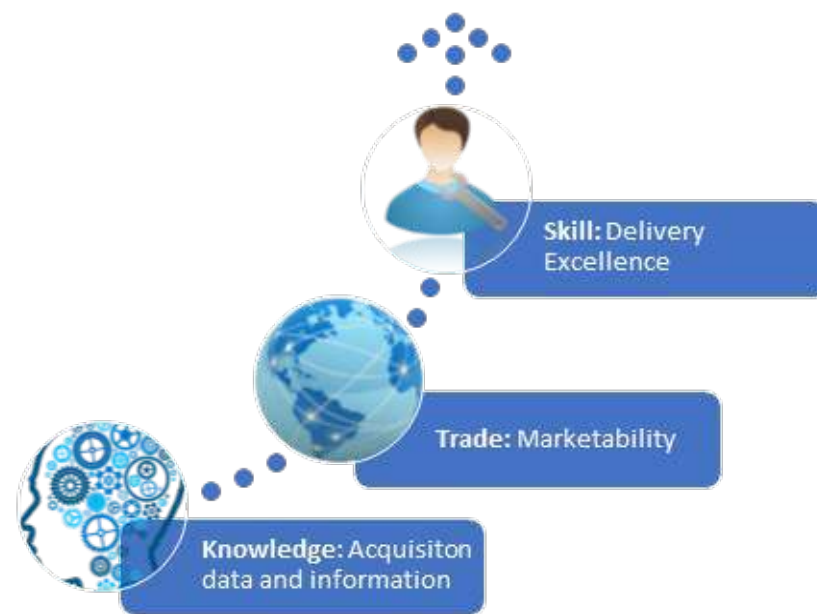 Skill: Delivery
Excellence
Trade: Marketability
Knowledge: Acquisiton
data and information